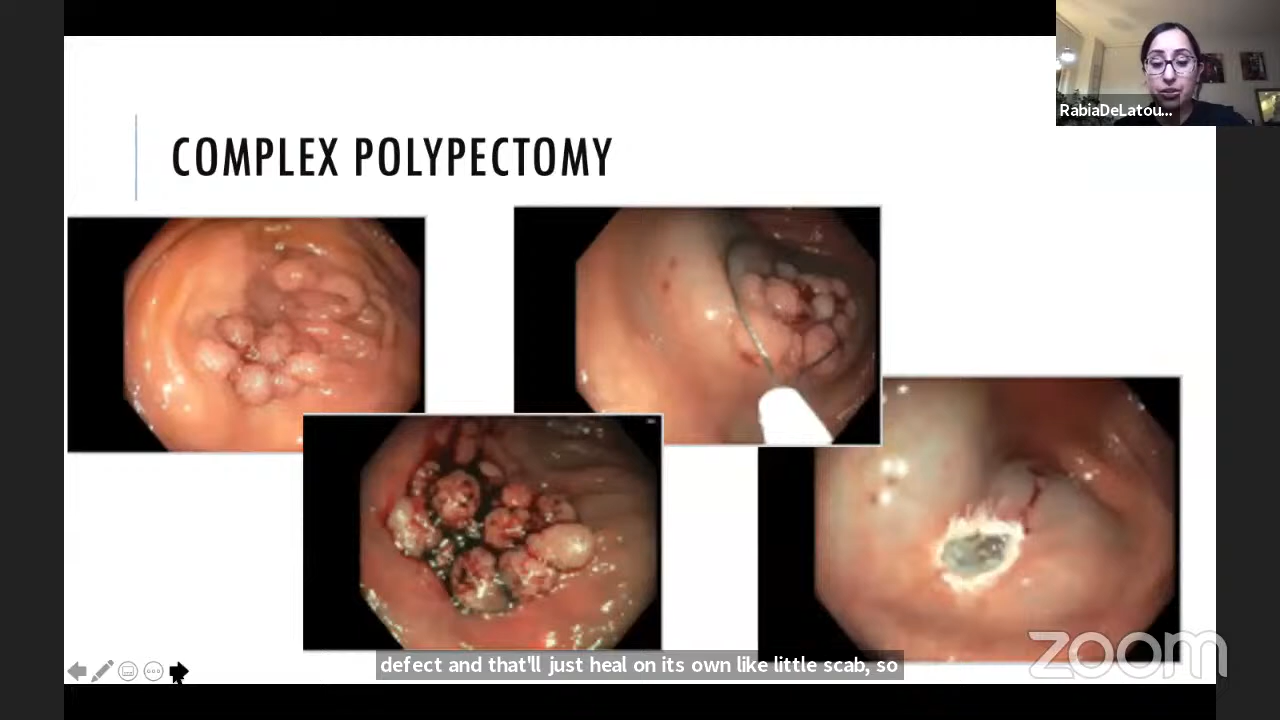 RabiaDeLatou...
COMPLEX POLYPECTOMY
defect and that'll just heal on its own like little scab, so
zoom